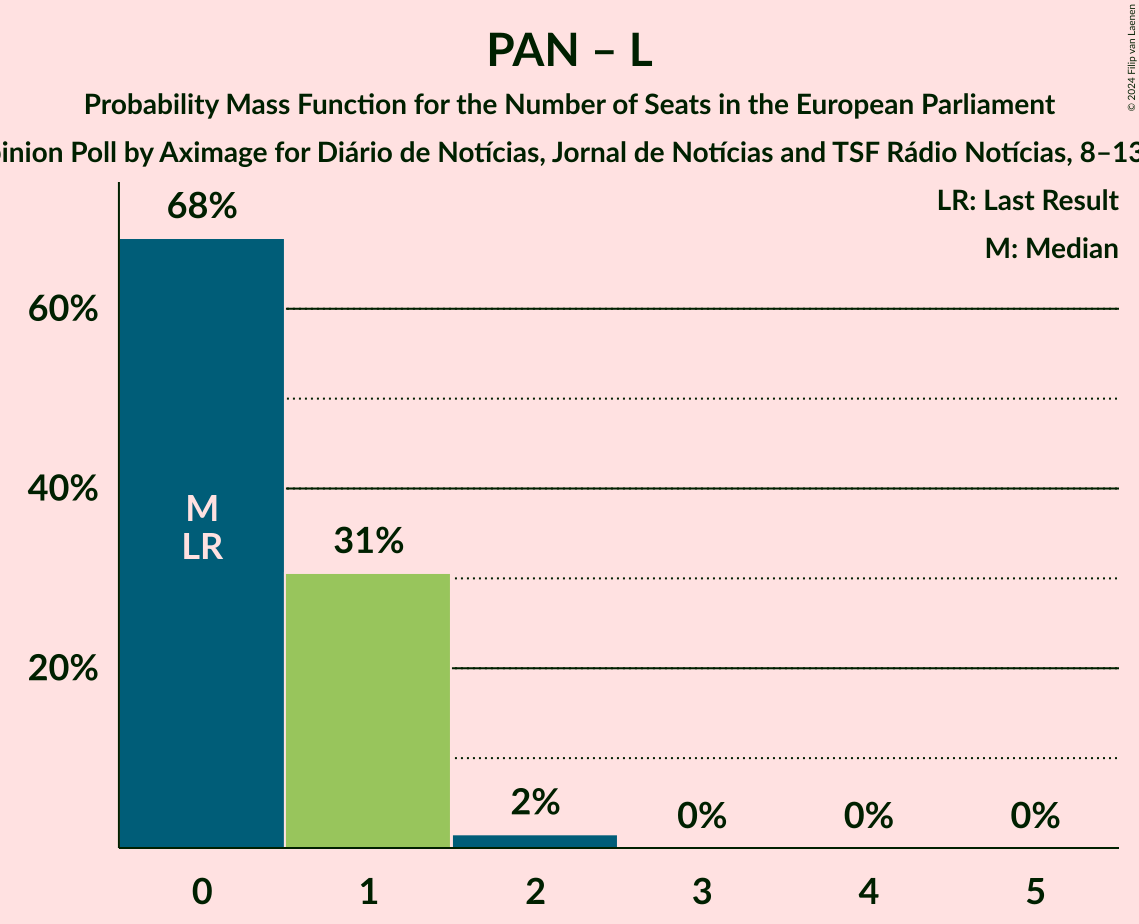 PAN – L
Probability Mass Function for the Number of Seats in the European Parliament
inion Poll by Aximage for Diário de Notícias, Jornal de Notícias and TSF Rádio Notícias, 8–13
© 2024 Filip van Laenen
LR: Last Result
M: Median
68%
60%
M
LR
40%
31%
20%
2%
0%
0%
0%
0
1
2
3
4
5